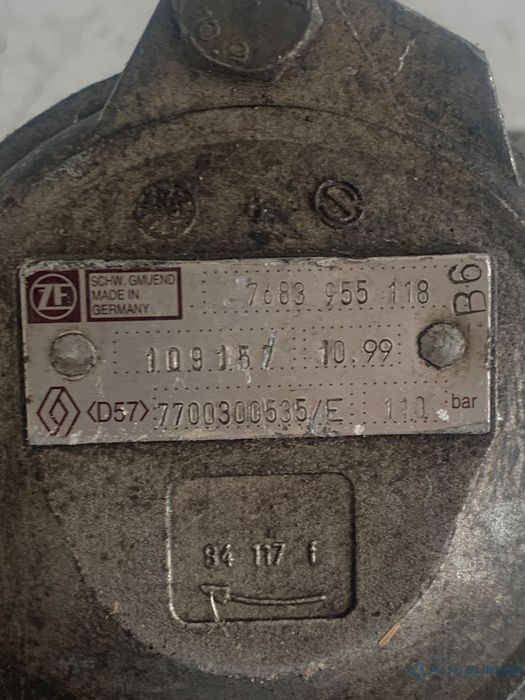 ZF
SCHW. GMUEND
MADE IN
GERMANY
7683 955 118
B6
109157 10.99
<D57> 7700300535/E 110 bar
84 117 6